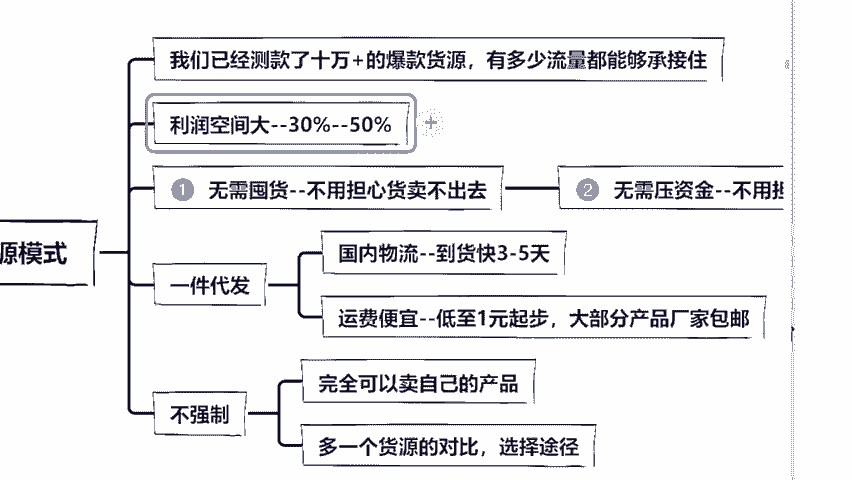 我们已经测款了十万+的爆款货源，有多少流量都能够承接住
利润空间大--30%--50%
1 无需囤货--不用担心货卖不出去
2 无需压资金--不用担
源模式
一件代发
国内物流--到货快3-5天
运费便宜--低至1元起步，大部分产品厂家包邮
不强制
完全可以卖自己的产品
多一个货源的对比，选择途径